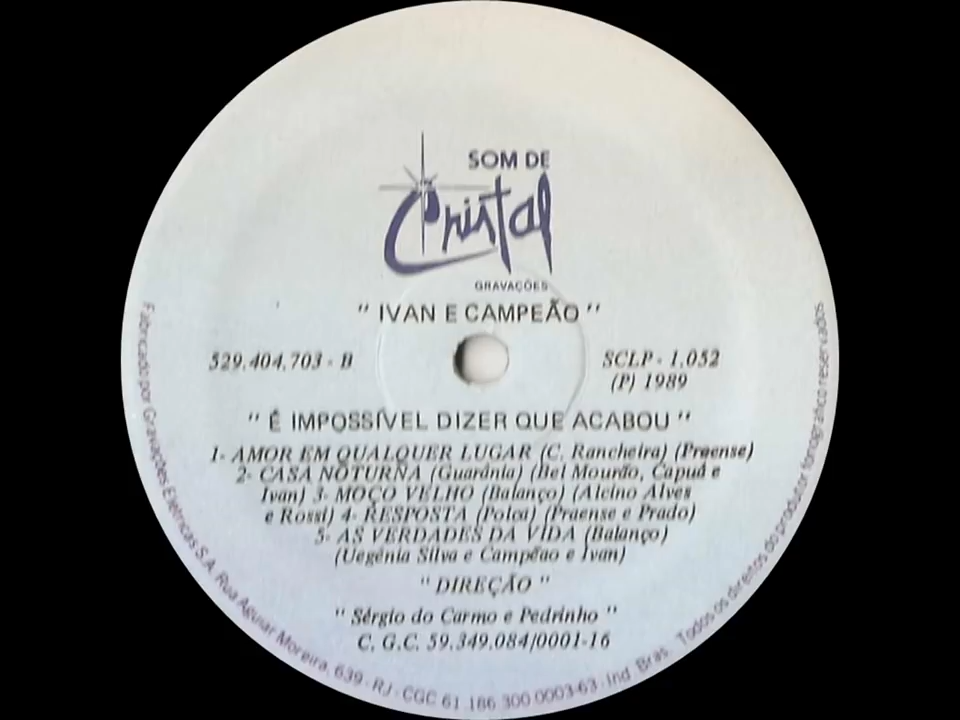 SOM DE
Cristal
GRAVAÇÕES
" IVAN E CAMPEÃO "
529.404.703 - B
SCLP - 1.052
(P) 1989
" É IMPOSSÍVEL DIZER QUE ACABOU "
1- AMOR EM QUALQUER LUGAR (C. Rancheira) (Praense)
2- CASA NOTURNA (Guarânia) (Bel Mourão, Capuá e
Ivan) 3- MOÇO VELHO (Balanço) (Alcino Alves
e Rossi) 4- RESPOSTA (Polca) (Praense e Prado)
5- AS VERDADES DA VIDA (Balanço)
(Uegênia Silva e Campẽao e Ivan)
" DIREÇÃO "
" Sérgio do Carmo e Pedrinho "
C. G. C. 59.349.084/0001-16
Fabricado por Gravações Elétricas S.A. Rua Aguiar Moreira, 639 - RJ - CGC 61 186 300 0003-63 - Ind Bras. Todos os direitos do produtor fonográfico reservados